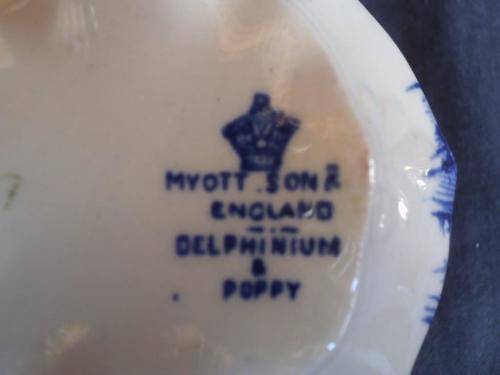 MYOTT. SON &
ENGLAND
DELPHINIUM
&
POPPY